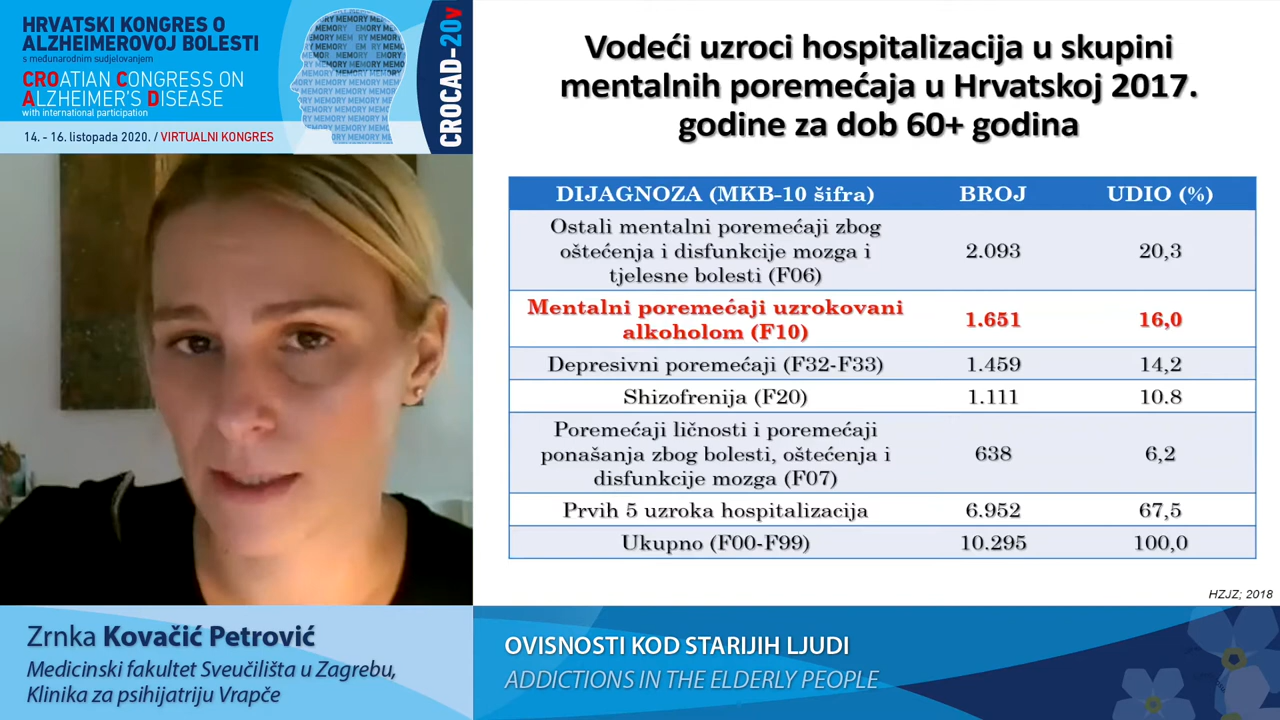 HRVATSKI KONGRES O
ALZHEIMEROVOJ BOLESTI
s međunarodnim sudjelovanjem
CROATIAN CONGRESS ON
ALZHEIMER'S DISEASE
with international participation
14. - 16. listopada 2020. / VIRTUALNI KONGRES
CROCAD-20v
Vodeći uzroci hospitalizacija u skupini
mentalnih poremećaja u Hrvatskoj 2017.
godine za dob 60+ godina
DIJAGNOZA (MKB-10 šifra) BROJ UDIO (%)
Ostali mentalni poremećaji zbog
oštećenja i disfunkcije mozga i
tjelesne bolesti (F06) 2.093 20,3
Mentalni poremećaji uzrokovani
alkoholom (F10) 1.651 16,0
Depresivni poremećaji (F32-F33) 1.459 14,2
Shizofrenija (F20) 1.111 10.8
Poremećaji ličnosti i poremećaji
ponašanja zbog bolesti, oštećenja i
disfunkcije mozga (F07) 638 6,2
Prvih 5 uzroka hospitalizacija 6.952 67,5
Ukupno (F00-F99) 10.295 100,0
HZJZ; 2018
Zrnka Kovačić Petrović
Medicinski fakultet Sveučilišta u Zagrebu,
Klinika za psihijatriju Vrapče
OVISNOSTI KOD STARIJIH LJUDI
ADDICTIONS IN THE ELDERLY PEOPLE